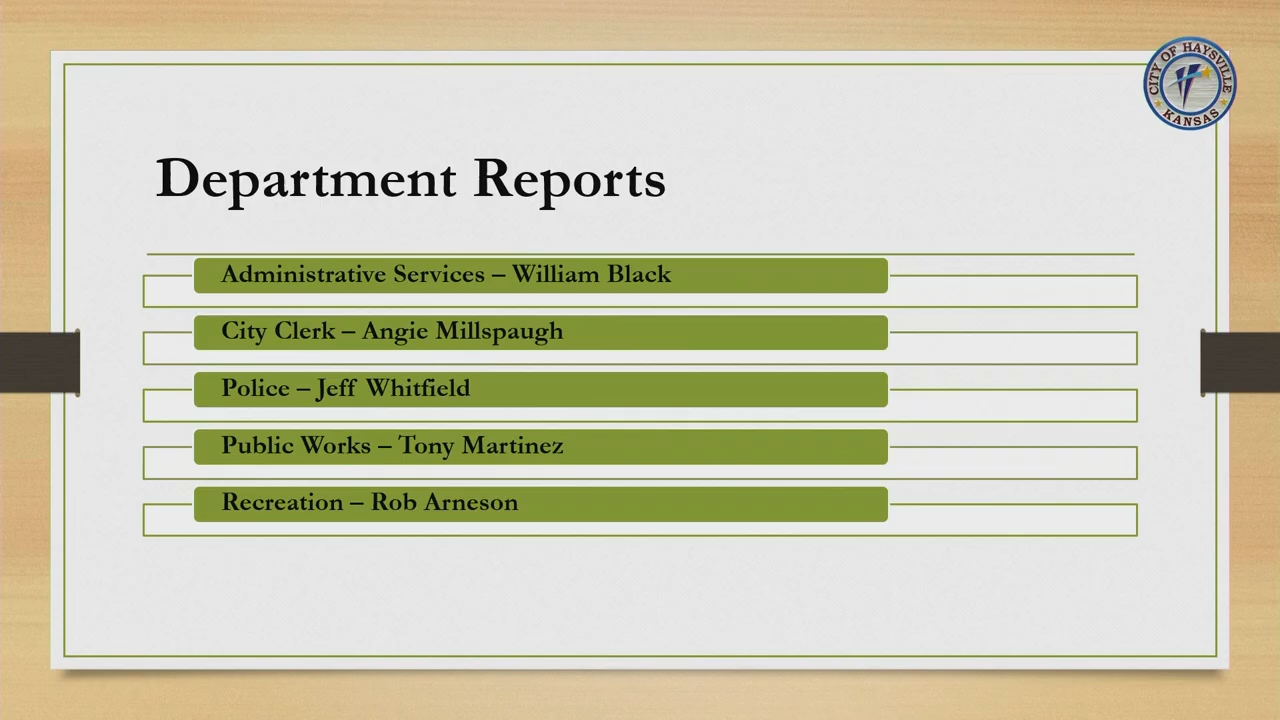 CITY OF HAYSVILLE
KANSAS
Department Reports
Administrative Services – William Black
City Clerk – Angie Millspaugh
Police – Jeff Whitfield
Public Works – Tony Martinez
Recreation – Rob Arneson